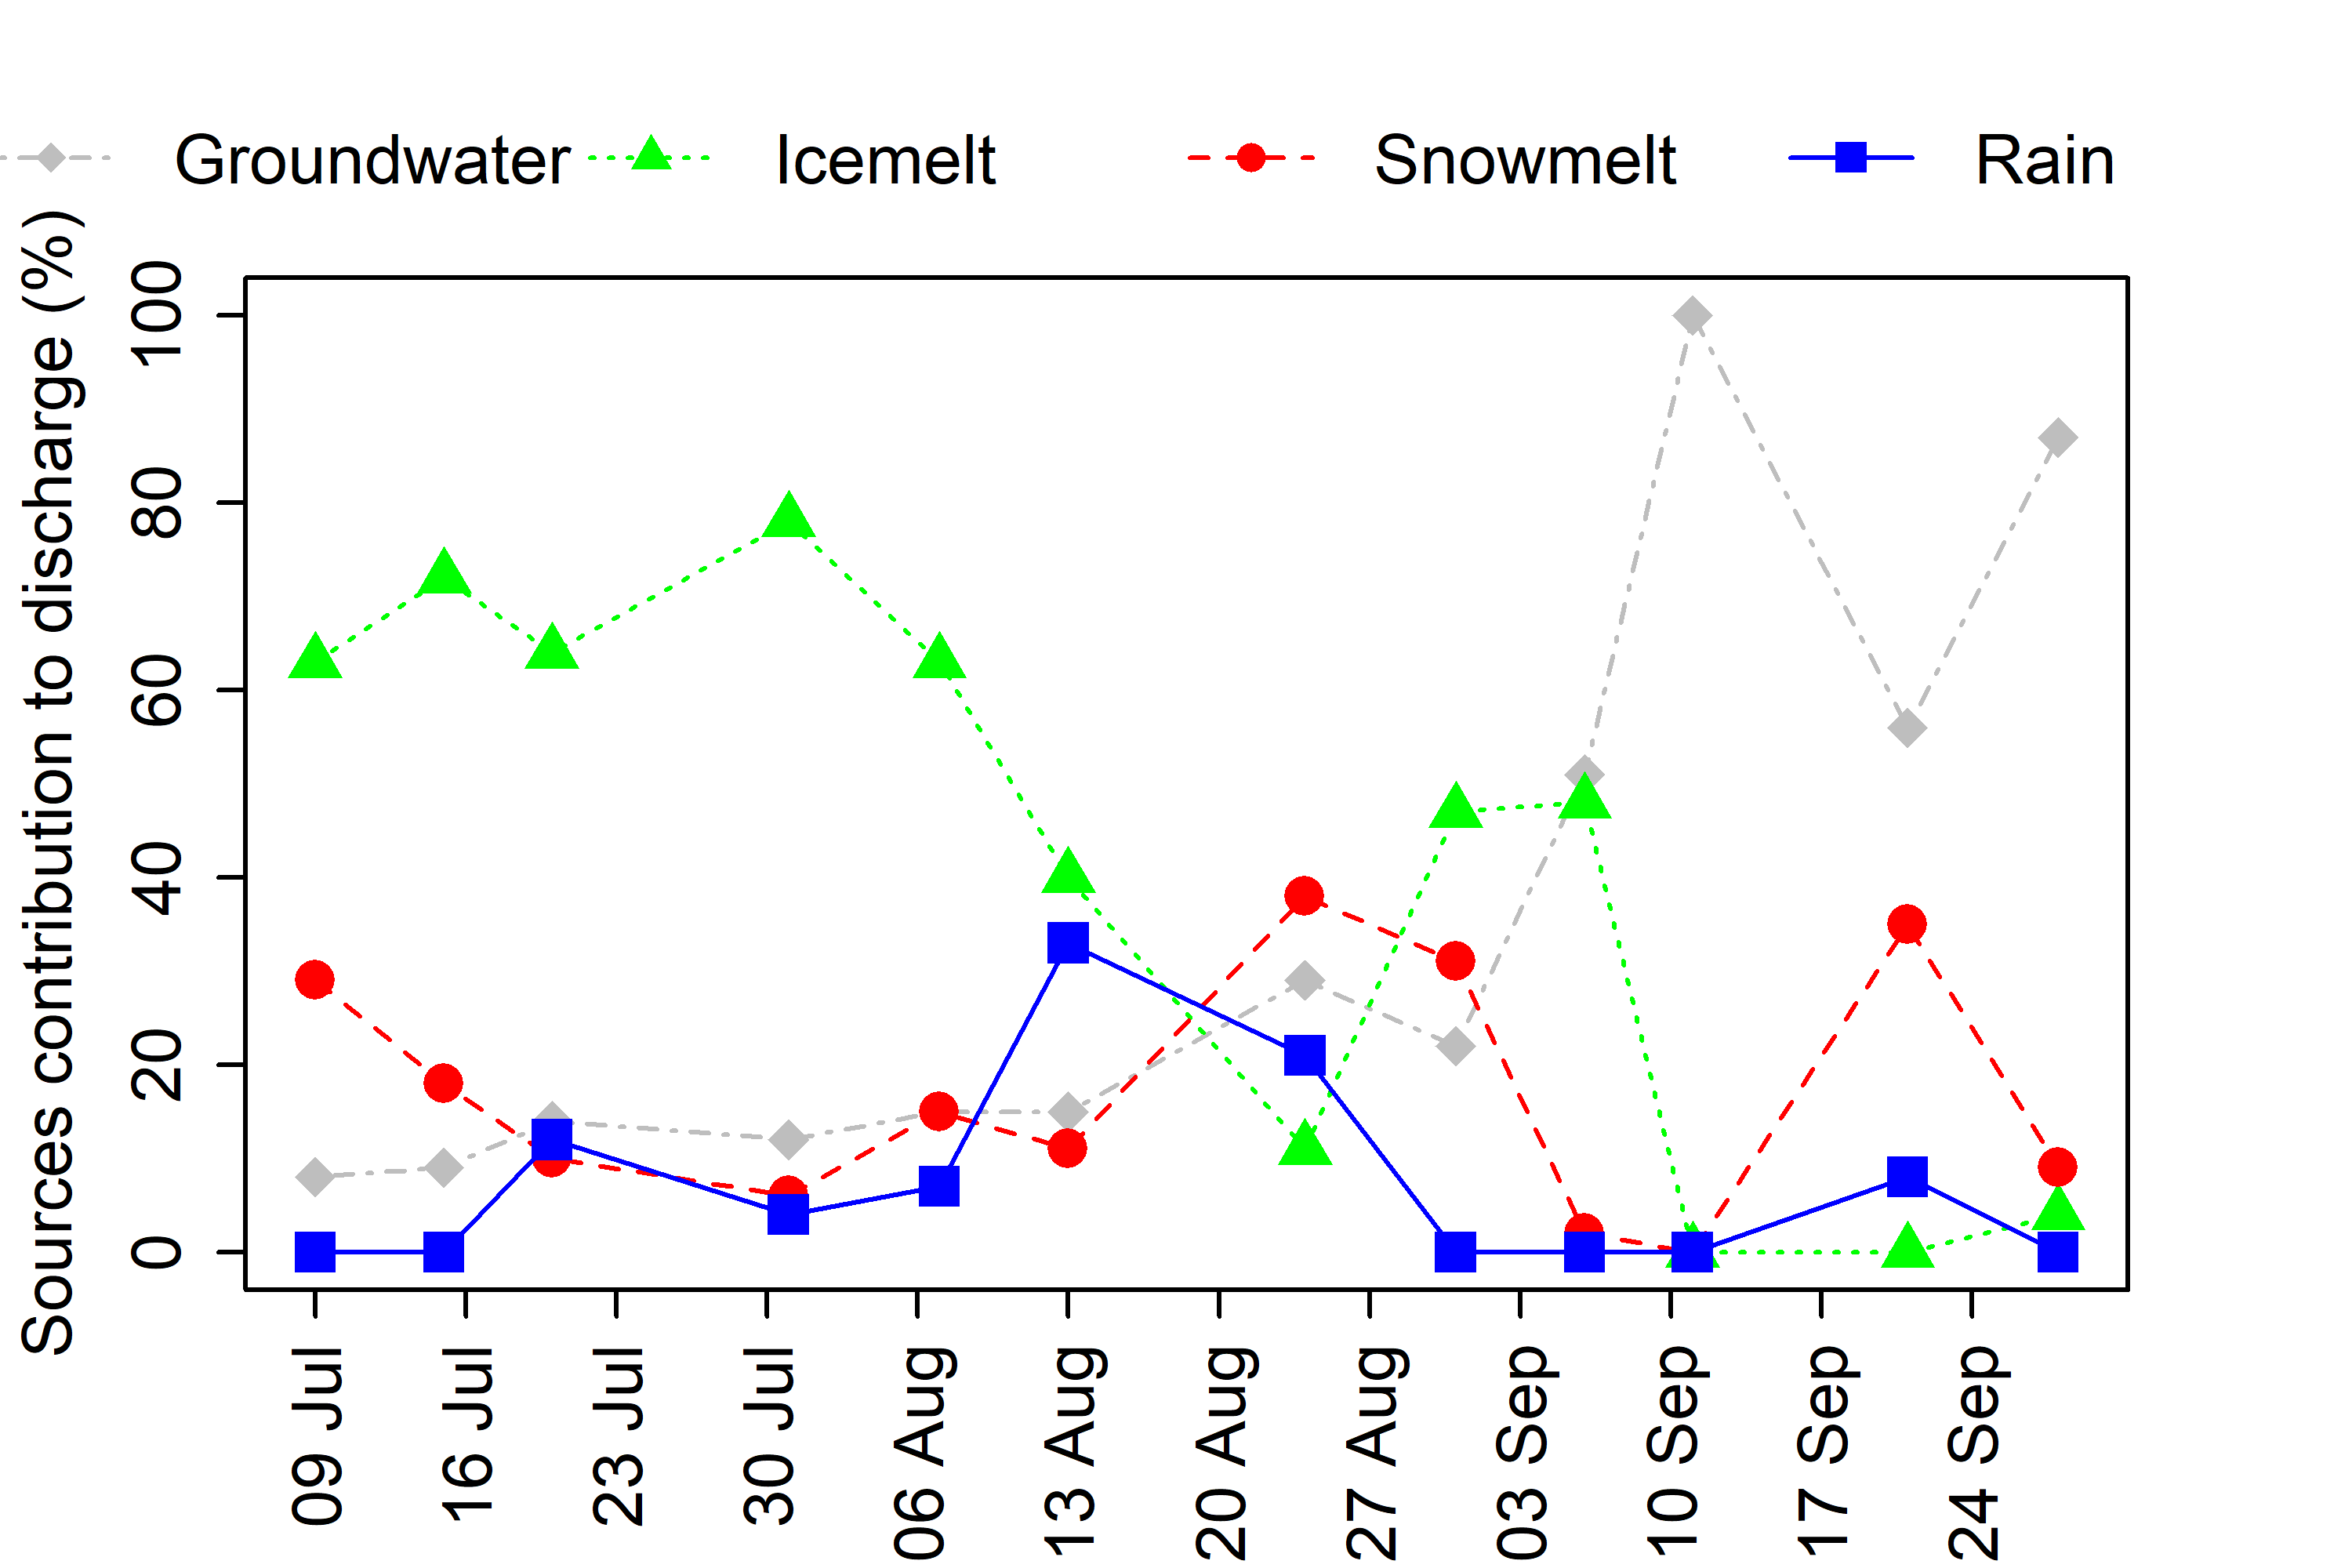 Groundwater Icemelt Snowmelt Rain
Sources contribution to discharge (%)
100
80
60
40
20
0
09 Jul
16 Jul
23 Jul
30 Jul
06 Aug
13 Aug
20 Aug
27 Aug
03 Sep
10 Sep
17 Sep
24 Sep